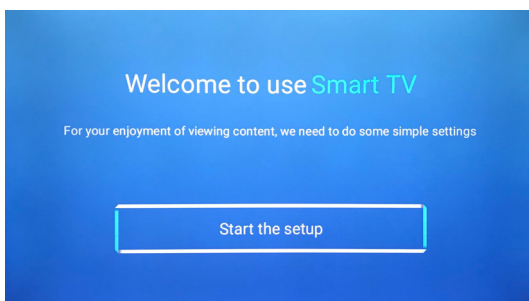 Welcome to use Smart TV
For your enjoyment of viewing content, we need to do some simple settings
Start the setup